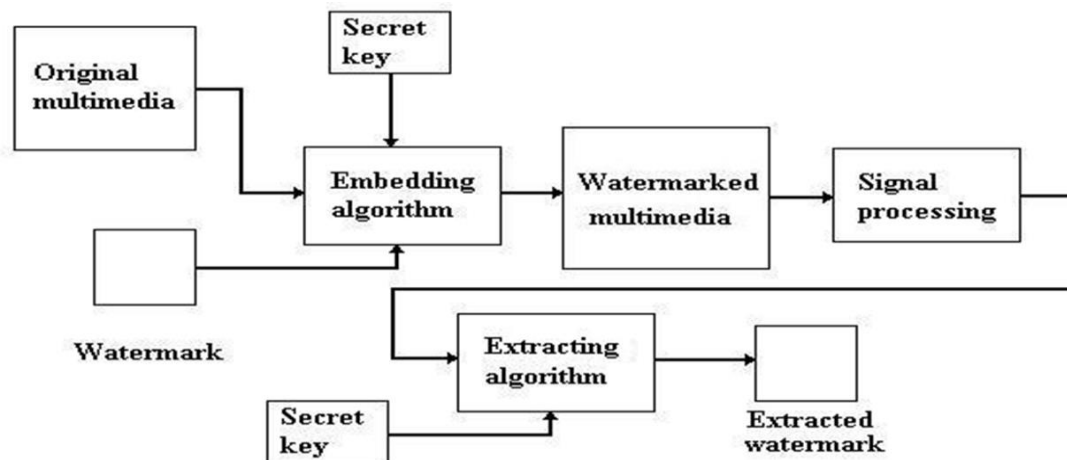 Secret
key
Original
multimedia
Embedding
algorithm
Watermarked
multimedia
Signal
processing
Watermark
Extracting
algorithm
Secret
key
Extracted
watermark